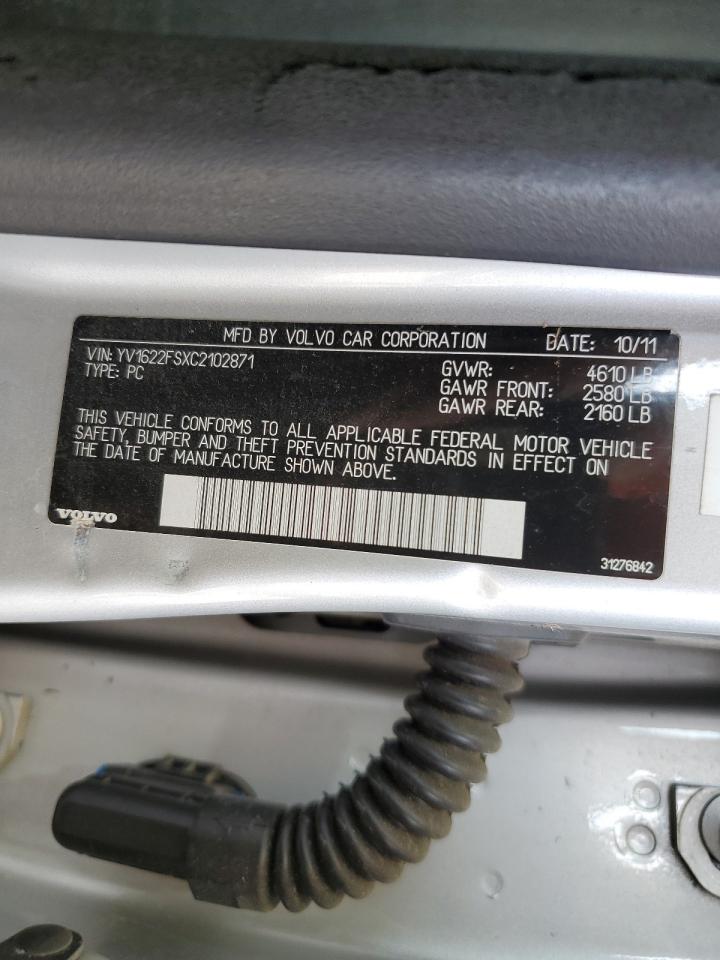 MFD BY VOLVO CAR CORPORATION DATE: 10/11
VIN: YV1622FSXC2102871
TYPE: PC
GVWR: 4610 LB
GAWR FRONT: 2580 LB
GAWR REAR: 2160 LB
THIS VEHICLE CONFORMS TO ALL APPLICABLE FEDERAL MOTOR VEHICLE
SAFETY, BUMPER AND THEFT PREVENTION STANDARDS IN EFFECT ON
THE DATE OF MANUFACTURE SHOWN ABOVE.
VOLVO
31276842